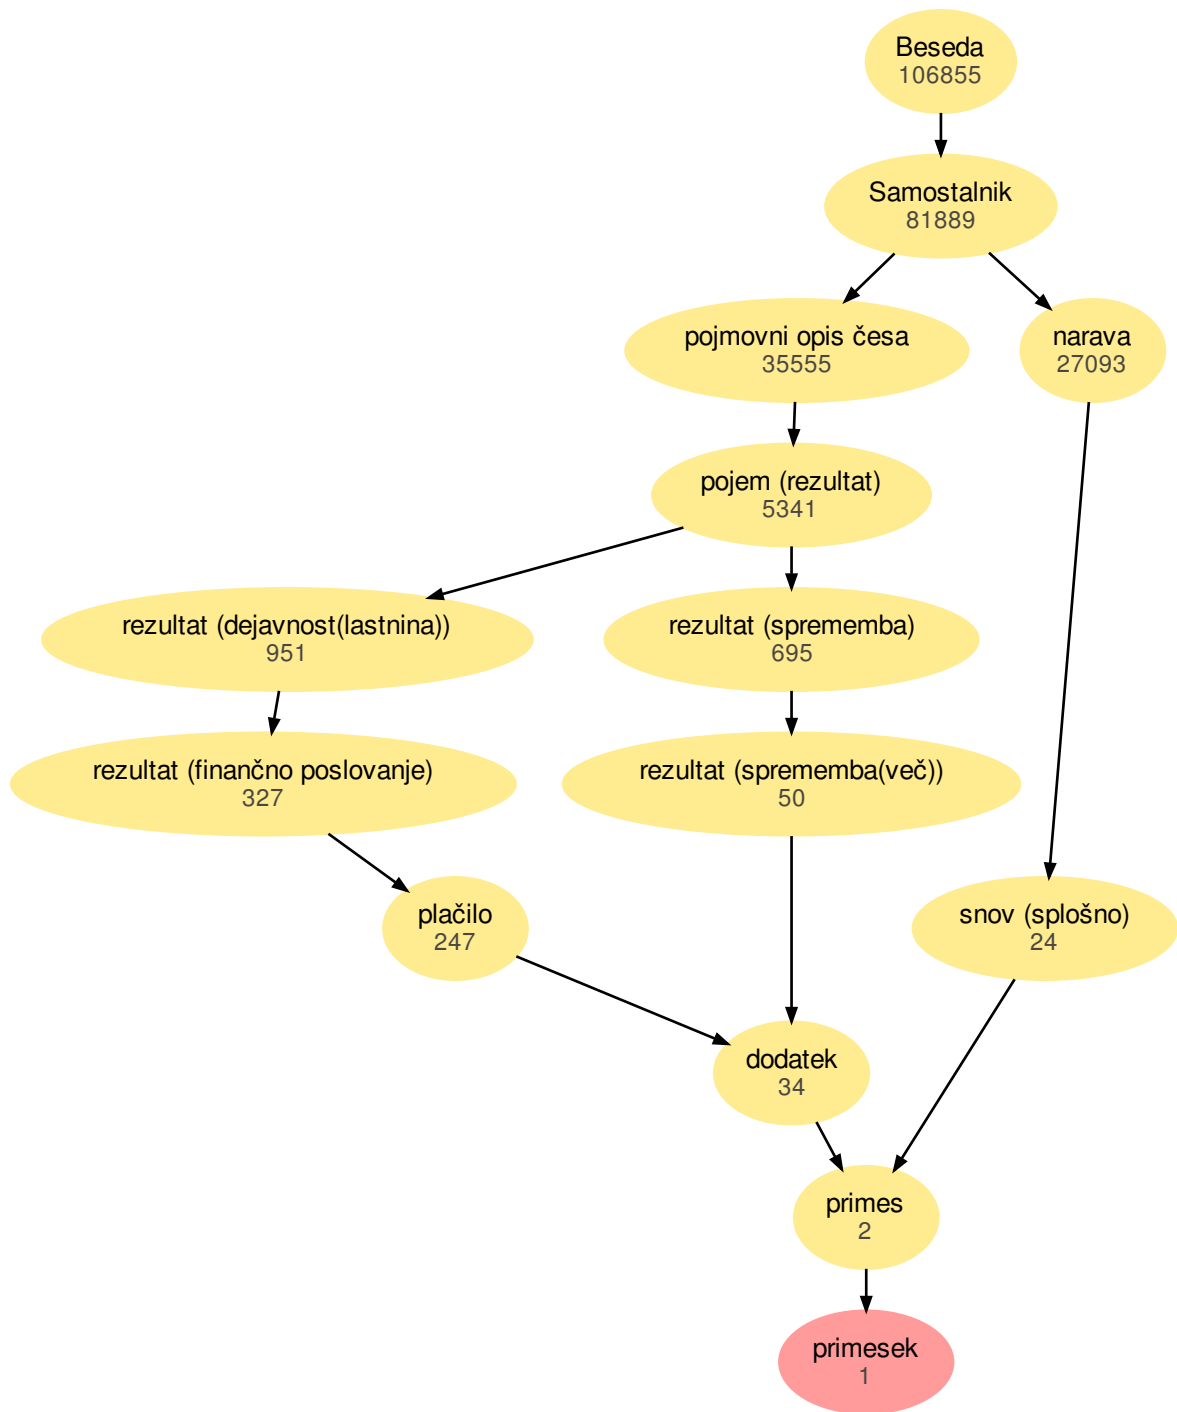 Beseda
106855
Samostalnik
81889
pojmovni opis česa
35555
narava
27093
pojem (rezultat)
5341
rezultat (dejavnost(lastnina))
951
rezultat (sprememba)
695
rezultat (finančno poslovanje)
327
rezultat (sprememba(več))
50
plačilo
247
snov (splošno)
24
dodatek
34
primes
2
primesek
1